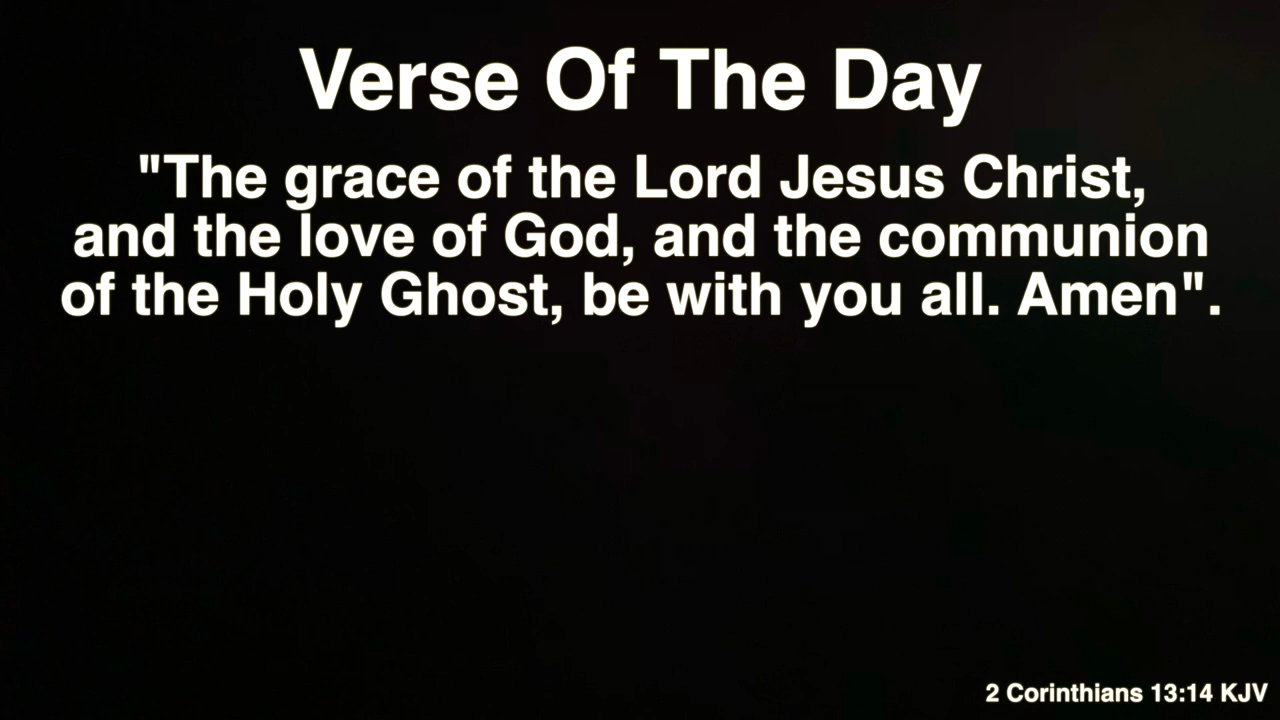 Verse Of The Day
"The grace of the Lord Jesus Christ,
and the love of God, and the communion
of the Holy Ghost, be with you all. Amen".
2 Corinthians 13:14 KJV